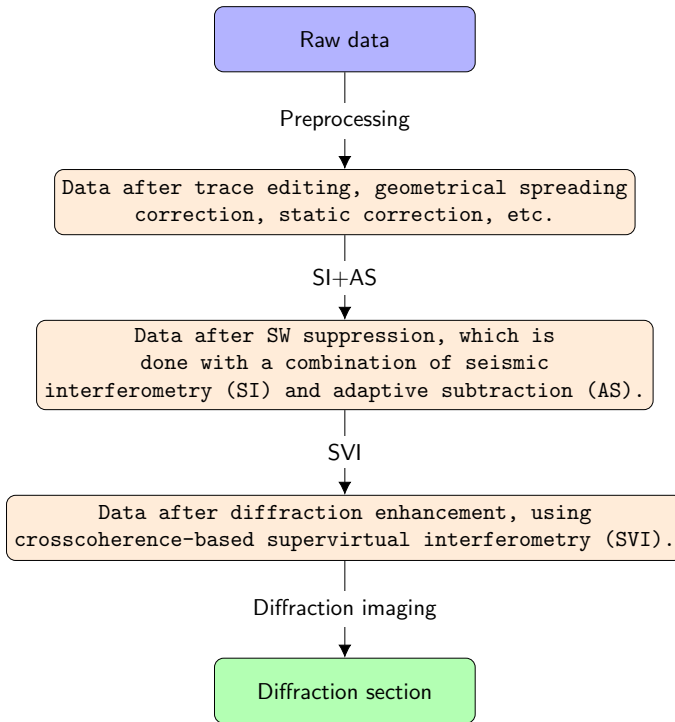 Raw data
Preprocessing
Data after trace editing, geometrical spreading
correction, static correction, etc.
SI+AS
Data after SW suppression, which is
done with a combination of seismic
interferometry (SI) and adaptive subtraction (AS).
SVI
Data after diffraction enhancement, using
crosscoherence-based supervirtual interferometry (SVI).
Diffraction imaging
Diffraction section